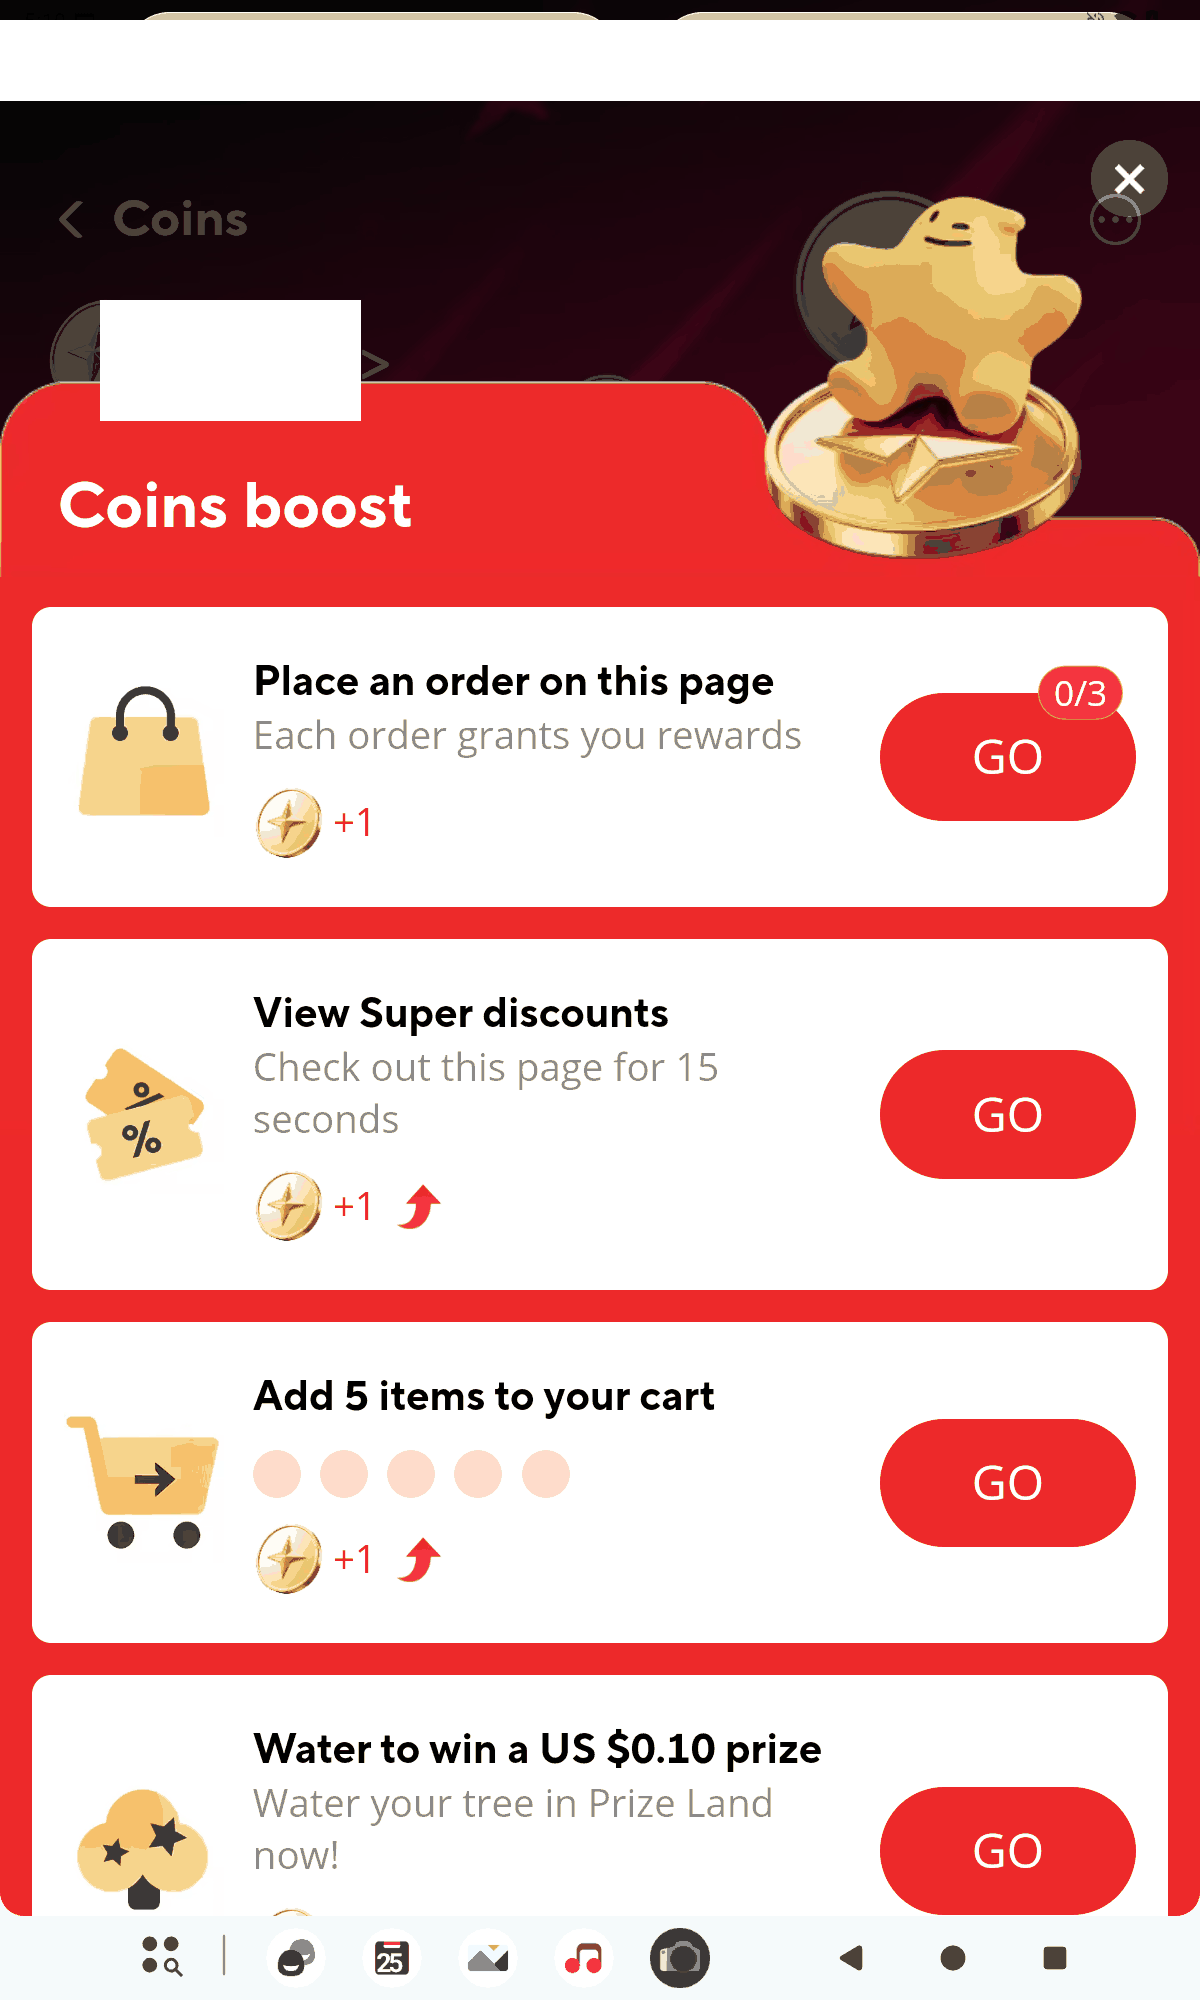 Coins
Coins boost
Place an order on this page
Each order grants you rewards
0/3
GO
+1
View Super discounts
Check out this page for 15
seconds
GO
+1
Add 5 items to your cart
GO
+1
Water to win a US $0.10 prize
Water your tree in Prize Land
now!
GO
25